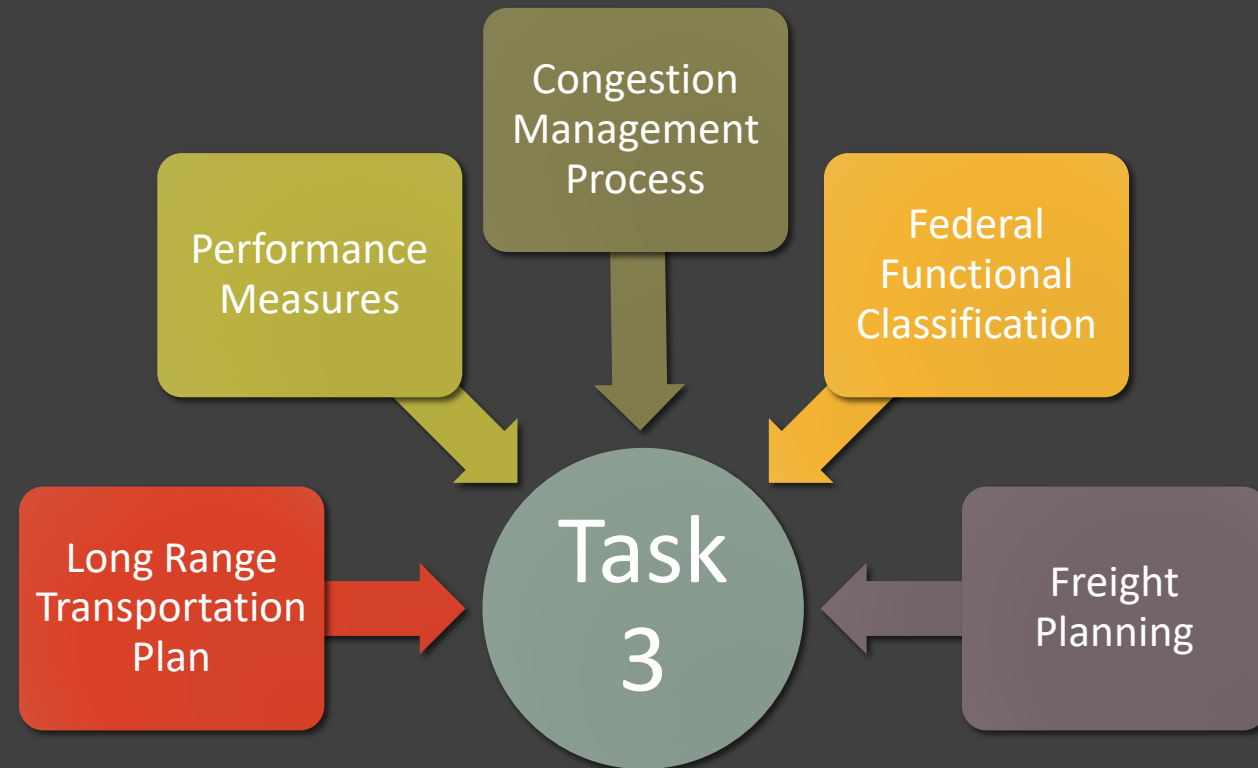 Congestion
Management
Process
Performance
Measures
Federal
Functional
Classification
Long Range
Transportation
Plan
Task
3
Freight
Planning